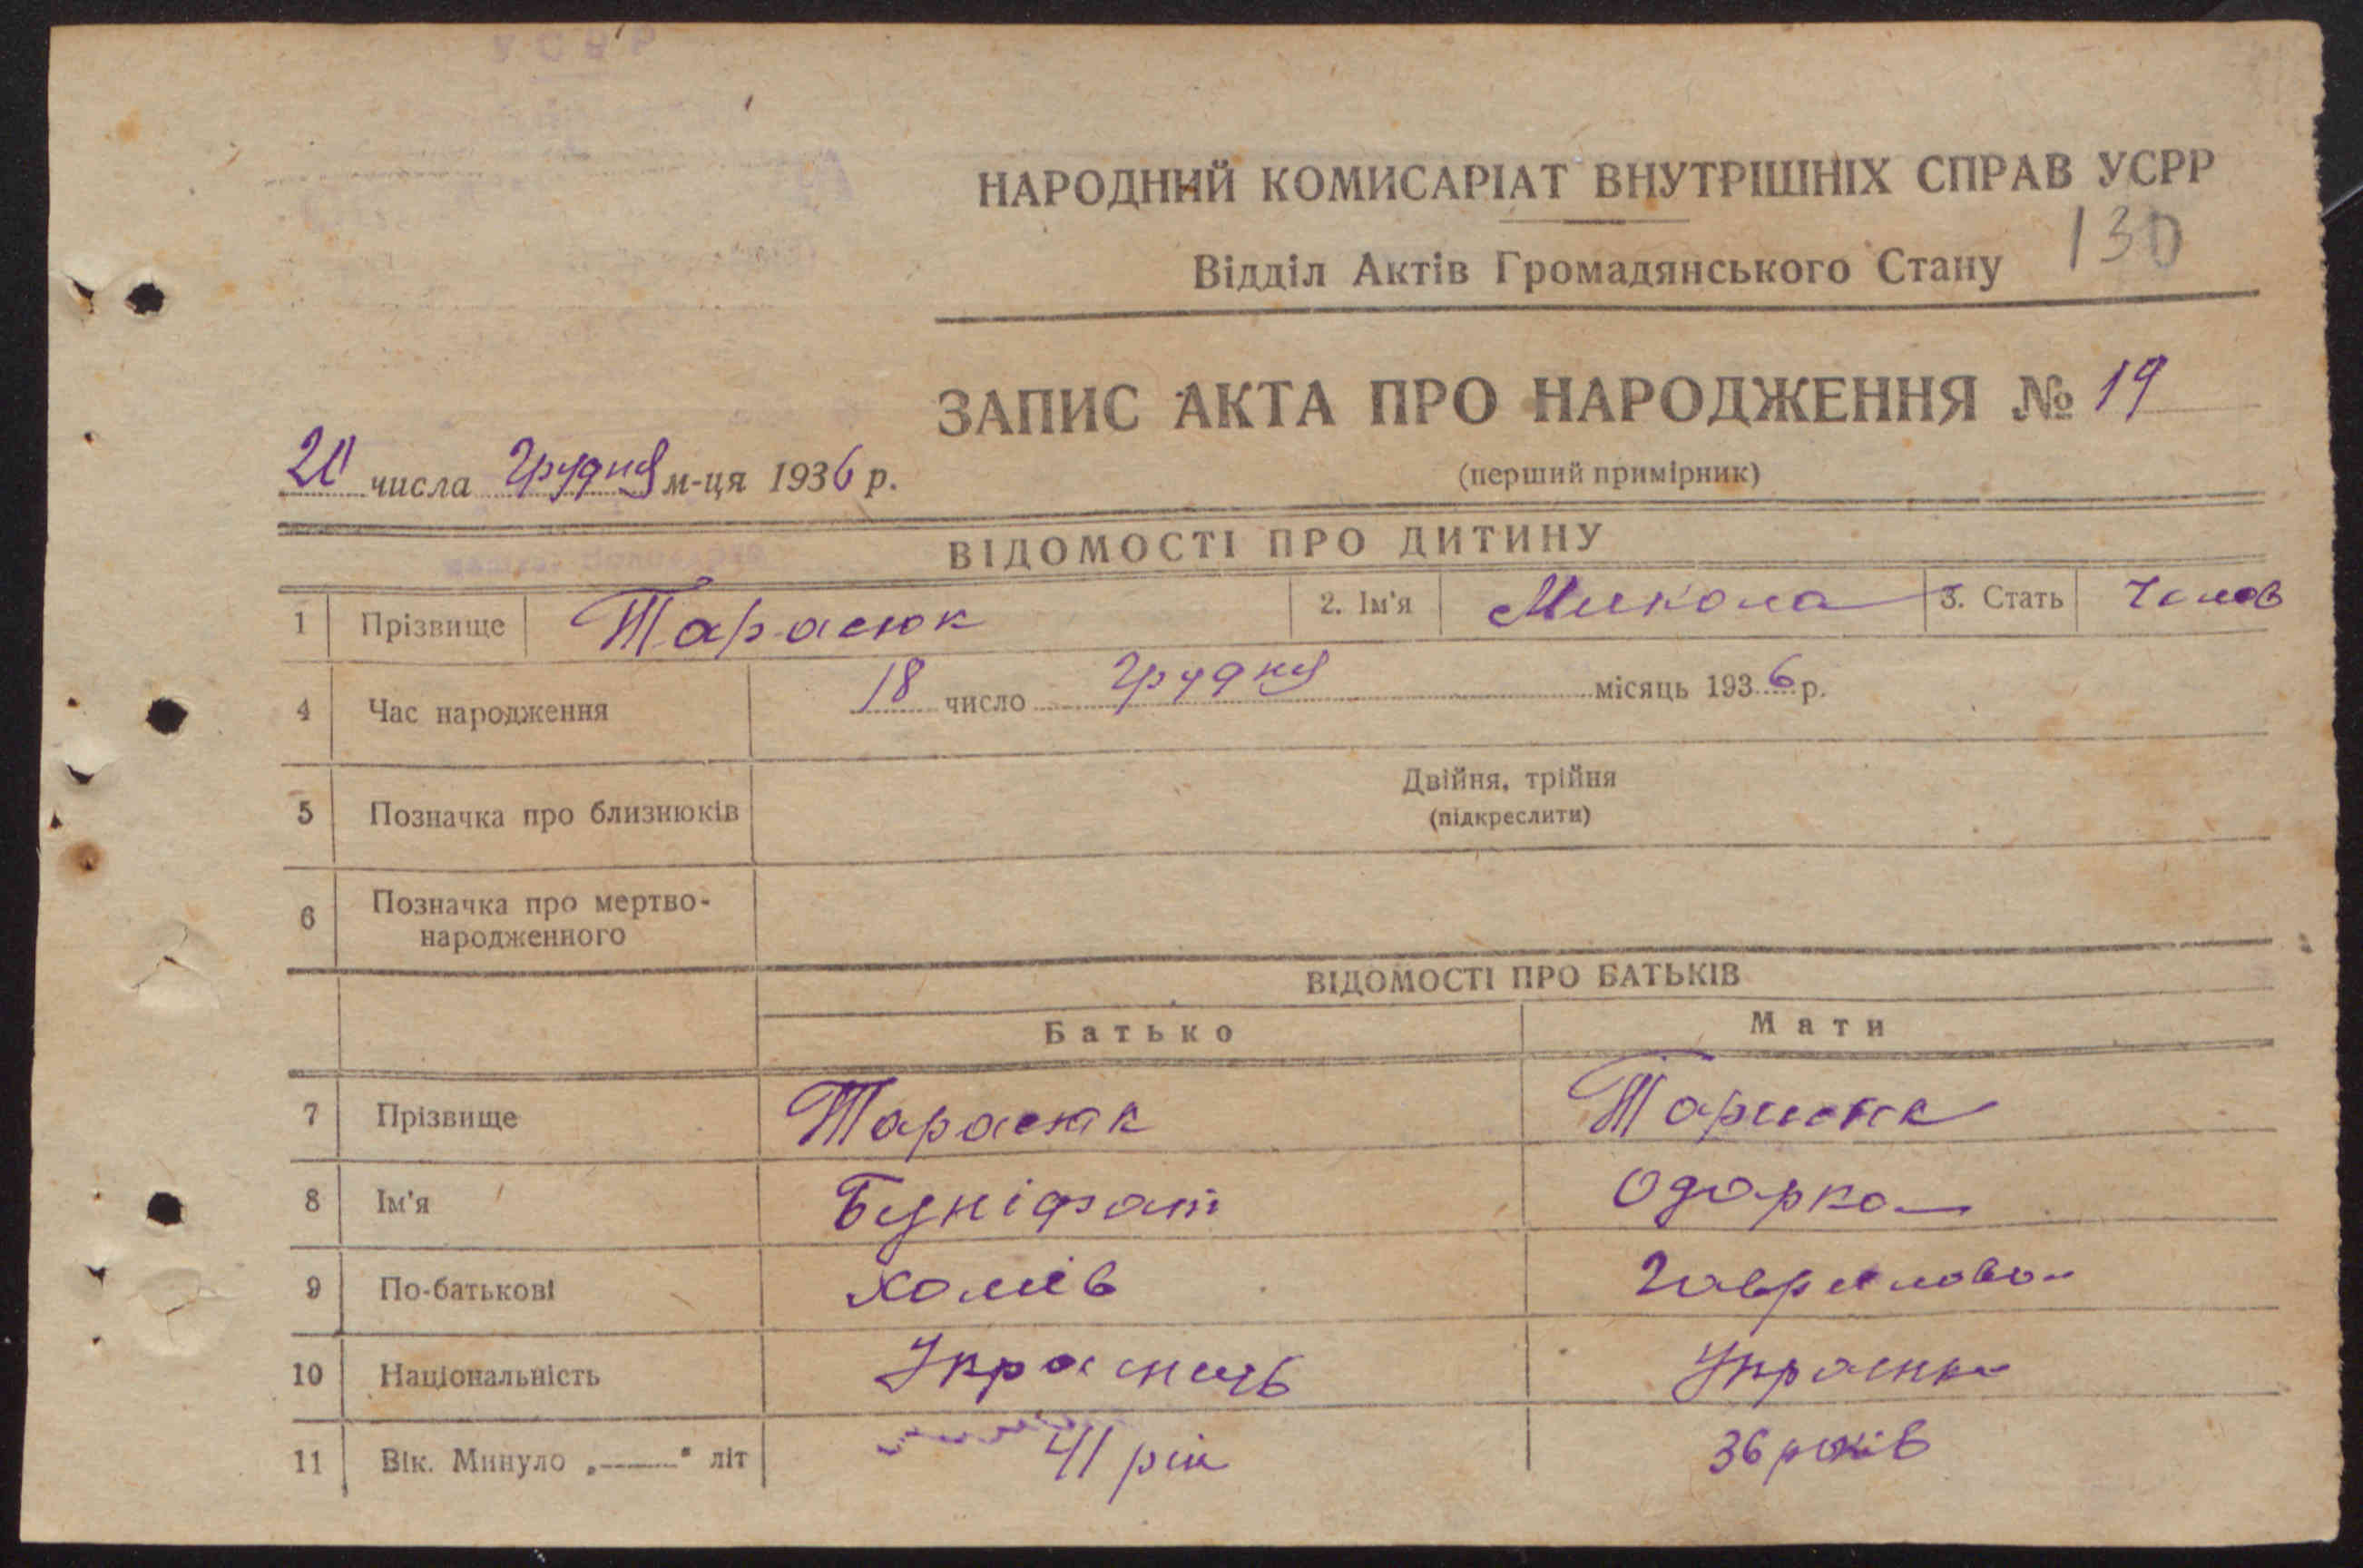 НАРОДНИЙ КОМИСАРІАТ ВНУТРІШНІХ СПРАВ УСРР
130
Відділ Актів Громадянського Стану
ЗАПИС АКТА ПРО НАРОДЖЕННЯ № 19
20 числа грудня м-ця 1936 р.
(перший примірник)
ВІДОМОСТІ ПРО ДИТИНУ
1 Прізвище Тарасюк 2. Ім'я Микола 3. Стать Чолов
4 Час народження 18 число грудня місяць 1936 р.
5 Позначка про близнюків Двійня, трійня
(підкреслити)
6 Позначка про мертво-
народженного
ВІДОМОСТІ ПРО БАТЬКІВ
Батько Мати
7 Прізвище Тарасюк Тарасюк
8 Ім'я Буніфат Одарка
9 По-батькові Хомів Гаврилова
10 Національність Українець Українка
11 Вік. Минуло „——" літ 41 рік 36 років